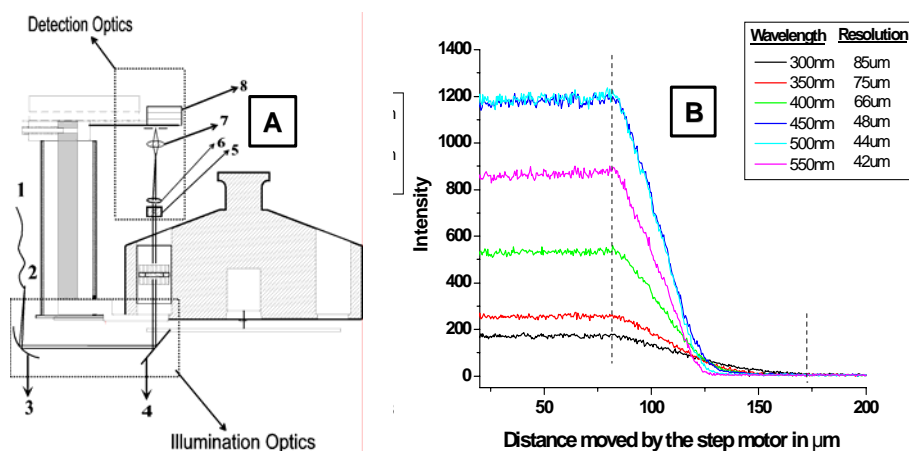 Detection Optics
8
A
7
6
5
1
2
3
4
Illumination Optics
B
Wavelength Resolution
300nm 85um
350nm 75um
400nm 66um
450nm 48um
500nm 44um
550nm 42um
1400
1200
1000
800
600
400
200
0
Intensity
50 100 150 200
Distance moved by the step motor in µm